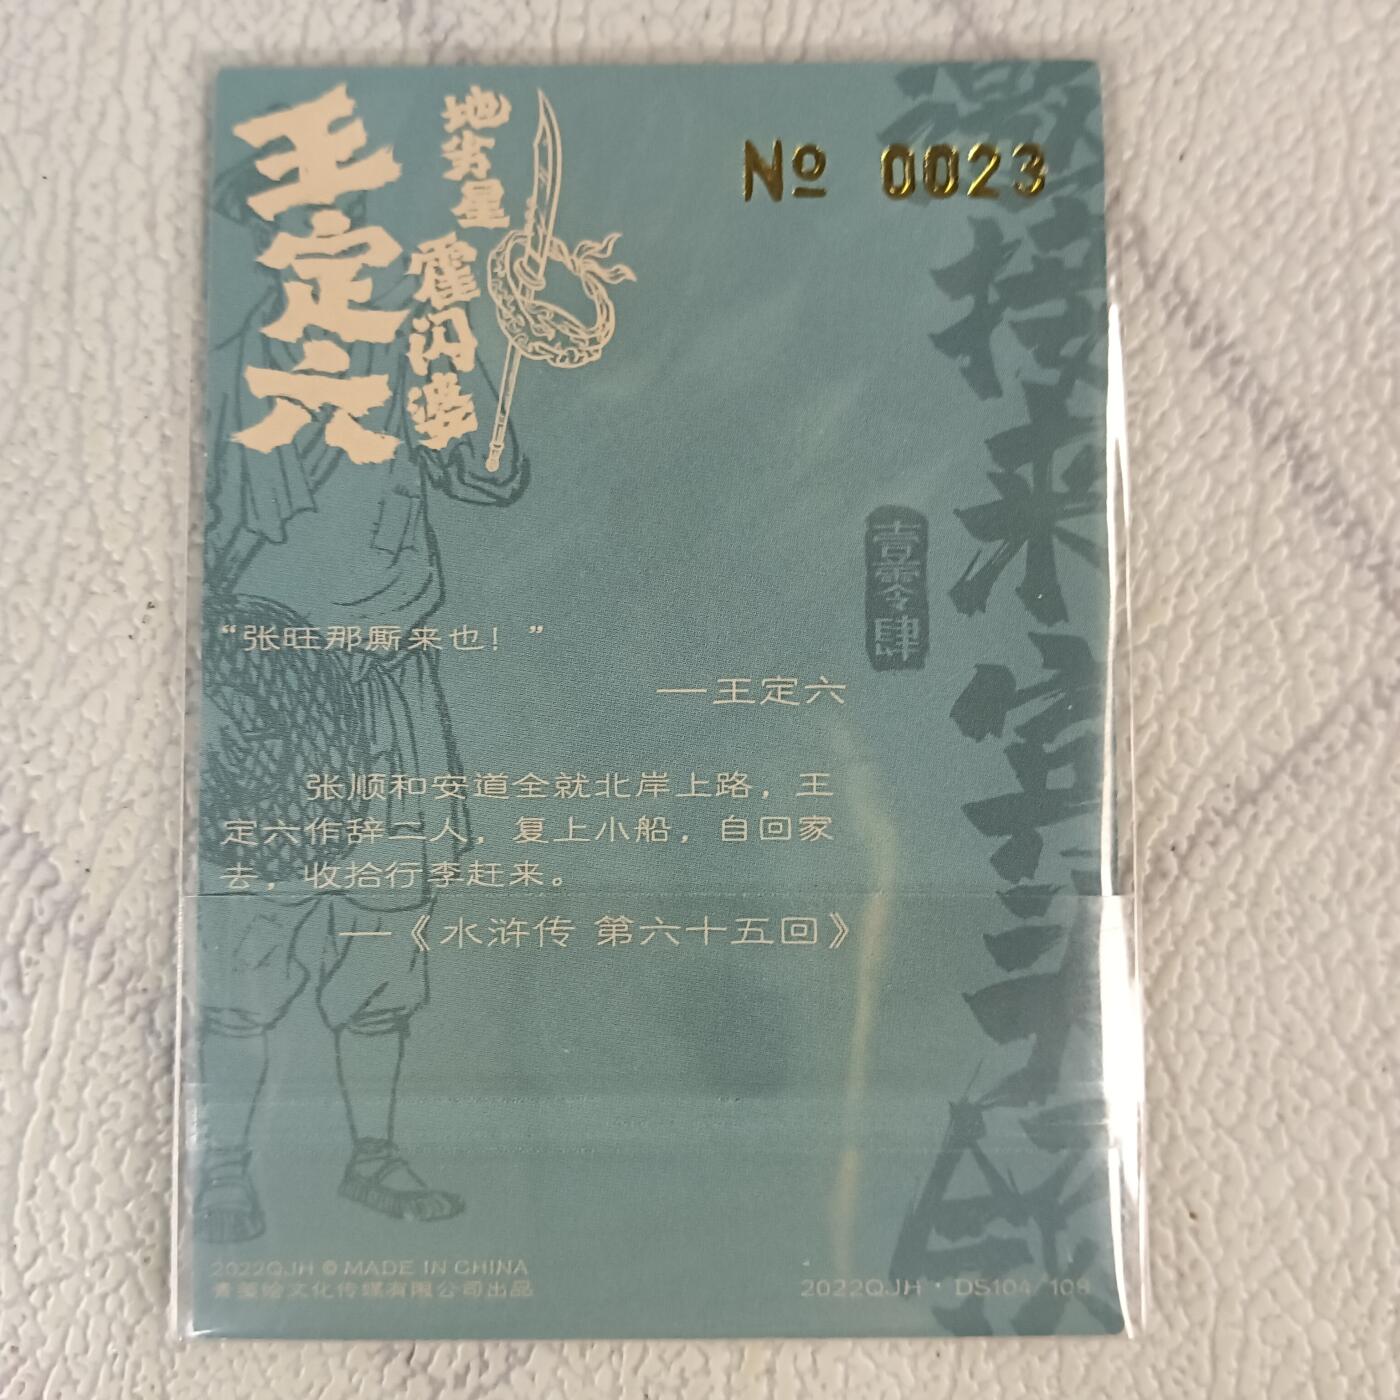 王定六
地劣星
霍闪婆
№ 0023
壹零肆
“张旺那厮来也！”
—王定六
张顺和安道全就北岸上路，王
定六作辞二人，复上小船，自回家
去，收拾行李赶来。
—《水浒传 第六十五回》
2022QJH © MADE IN CHINA
绘文化传媒有限公司出品
2022QJH · DS104/108